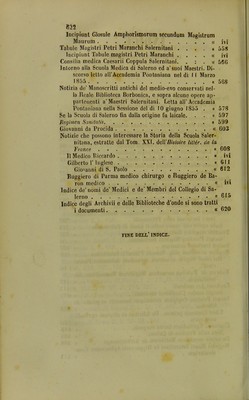 622
Incipiunt Glosule Amphorismorum secundum Magistrum
Maurum . . . . . . . . . . . . . . « ivi
Tabule Magistri Petri Maranchi Salernitani . . . . « 558
Incipiunt Tabule magistri Petri Maranchi . . . « ivi
Consilia medica Caesarii Coppula Salernitani. . . . « 566
Intorno alla Scuola Medica di Salerno ed a' suoi Maestri. Di-
scorso letto all'Accademia Pontaniana nel dì 11 Marzo
1855 . . . . . . . . . . . . . . . « 568
Notizia de' Manoscritti antichi del medio-evo conservati nel-
la Reale Biblioteca Borbonica, e sopra alcune opere ap-
partenenti a Maestri Salernitani. Letta all'Accademia
Pontaniana nella Sessione del dì 10 giugno 1855 . « 578
Se la Scuola di Salerno fin dalla origine fu laicale. . . « 597
Regimen Sanitatis. . . . . . . . . . . . « 599
Giovanni da Procida . . . . . . . . . . . « 603
Notizie che possono interessare la Storia della Scuola Saler-
nitana, estratte dal Tom. XXI. dell'Histoire littér. de la
France . . . . . . . . . . . . . . « 608
Il Medico Riccardo . . . . . . . . . . « ivi
Gilberto l' Inglese . . . . . . . . . . . « 611
Giovanni di S. Paolo . . . . . . . . . . « 612
Ruggiero di Parma medico chirurgo e Ruggiero de Ba-
ron medico . . . . . . . . . . . . « ivi
Indice de' nomi de' Medici e de' Membri del Collegio di Sa-
lerno . . . . . . . . . . . . . . . « 615
Indice degli Archivii e delle Biblioteche d'onde si sono tratti
i documenti . . . . . . . . . . . . . « 620
FINE DELL' INDICE.